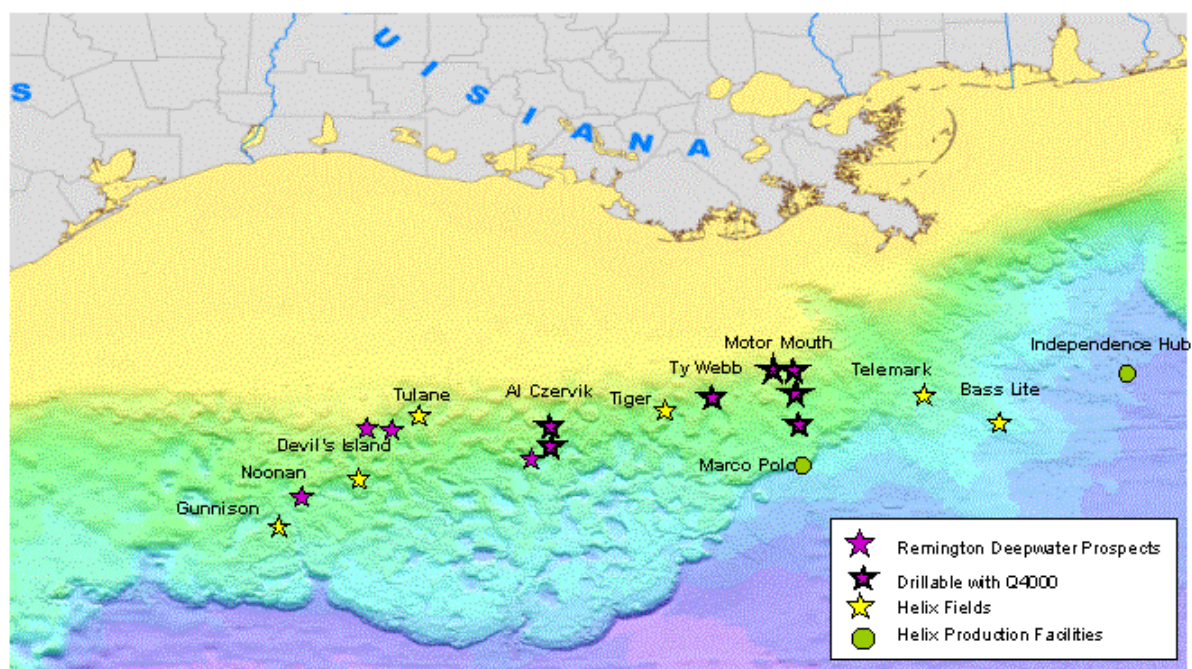 S
UISIANA
Motor Mouth
Independence Hub
Ty Webb
Telemark
Al Czervik
Bass Lite
Tulane
Tiger
Devil's Island
Marco Polo
Noonan
Gunnison
Remington Deepwater Prospects
Drillable with Q4000
Helix Fields
Helix Production Facilities